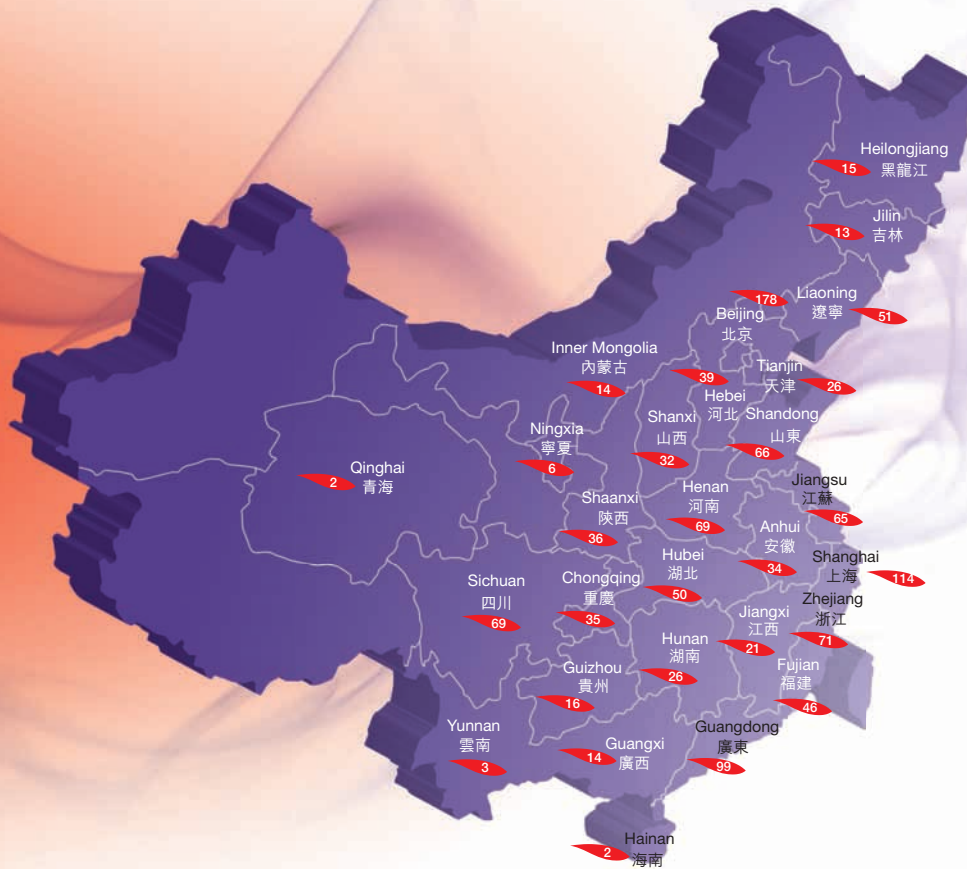 Heilongjiang
15
黑龍江
Jilin
13
吉林
178
Liaoning
遼寧
51
Beijing
北京
Inner Mongolia
內蒙古
14
39
Tianjin
天津
26
Hebei
河北
Shanxi
山西
32
Shandong
山東
66
Ningxia
寧夏
6
Qinghai
2
青海
Jiangsu
江蘇
65
Henan
河南
69
Shaanxi
陝西
36
Anhui
安徽
34
Shanghai
上海
114
Hubei
湖北
50
Chongqing
重慶
35
Sichuan
四川
69
Zhejiang
浙江
71
Jiangxi
江西
21
Hunan
湖南
26
Fujian
福建
46
Guizhou
貴州
16
Yunnan
雲南
3
Guangxi
14
廣西
Guangdong
廣東
99
Hainan
2
海南